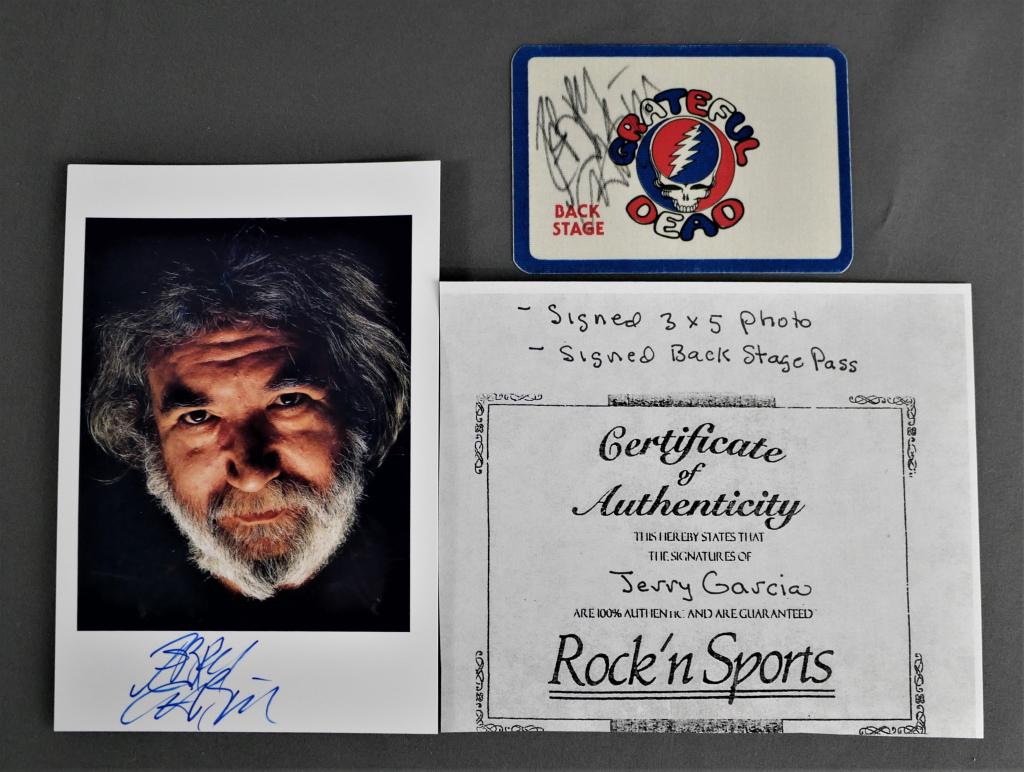 GRATEFUL
DEAD
BACK
STAGE
- Signed 3 x 5 Photo
- Signed Back Stage Pass
Certificate
of
Authenticity
THIS HEREBY STATES THAT
THE SIGNATURES OF
Jerry Garcia
ARE 100% AUTHENTIC AND ARE GUARANTEED
Rock'n Sports